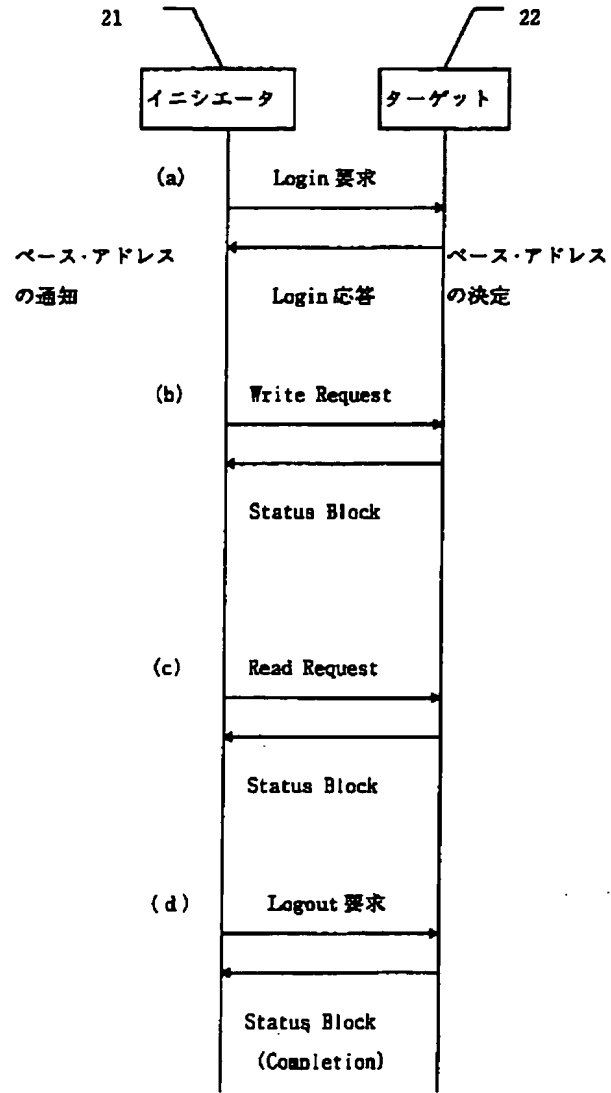 21
22
イニシエータ
ターゲット
(a)
Login 要求
ベース・アドレス
の通知
ベース・アドレス
の決定
Login 応答
(b)
Write Request
Status Block
(c)
Read Request
Status Block
(d)
Logout 要求
Status Block
(Completion)